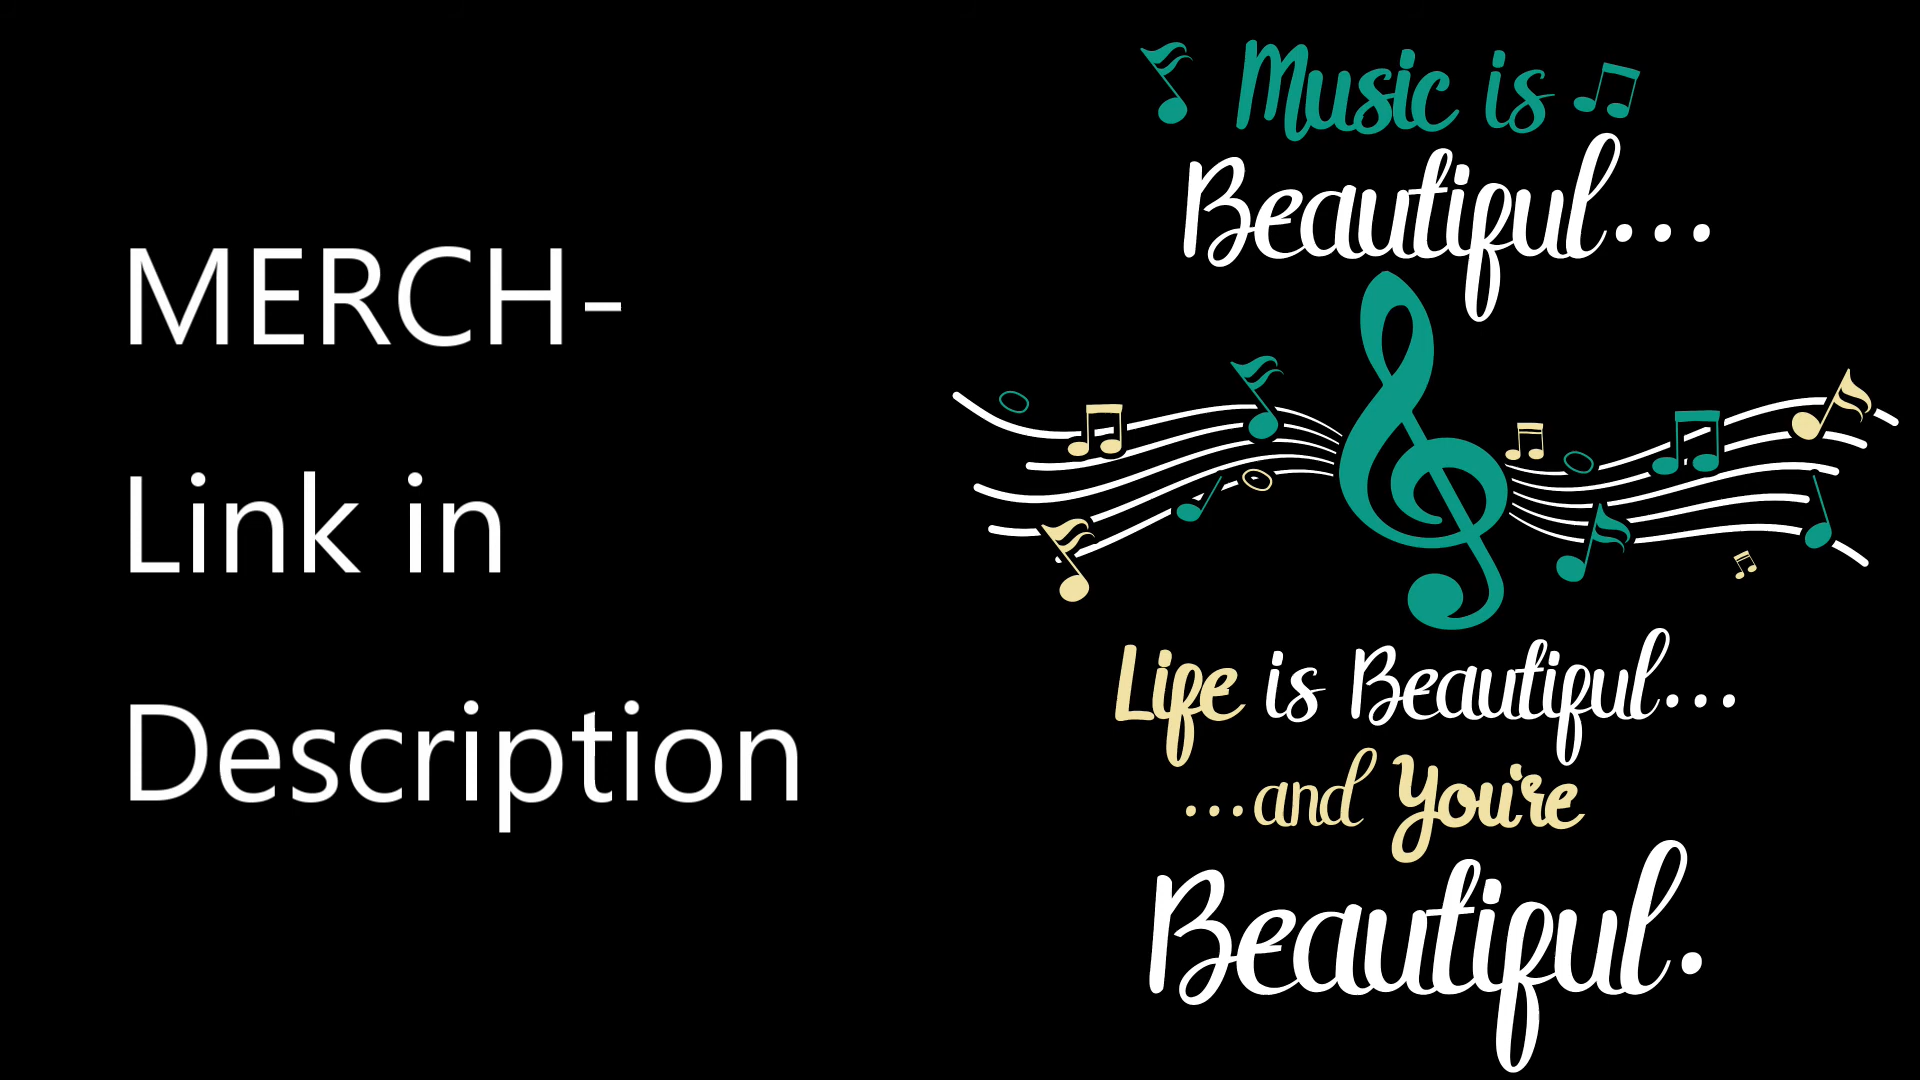 MERCH-
Link in
Description
Music is
Beautiful...
Life is Beautiful...
...and You're
Beautiful.